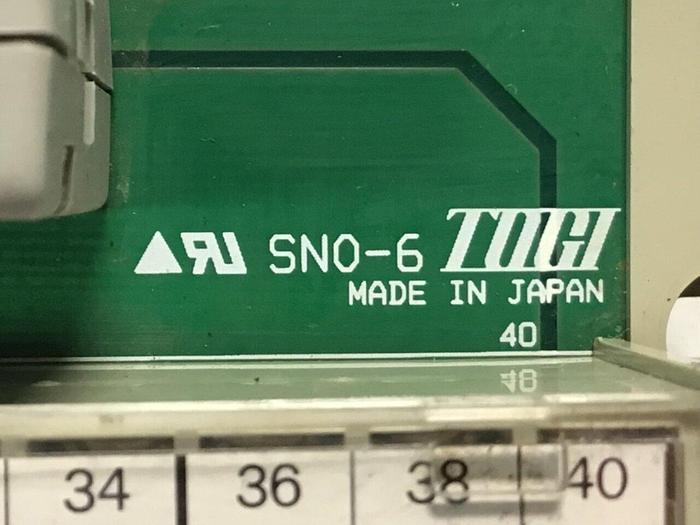 SNO-6 TOGI
MADE IN JAPAN
40
34 36 38 40